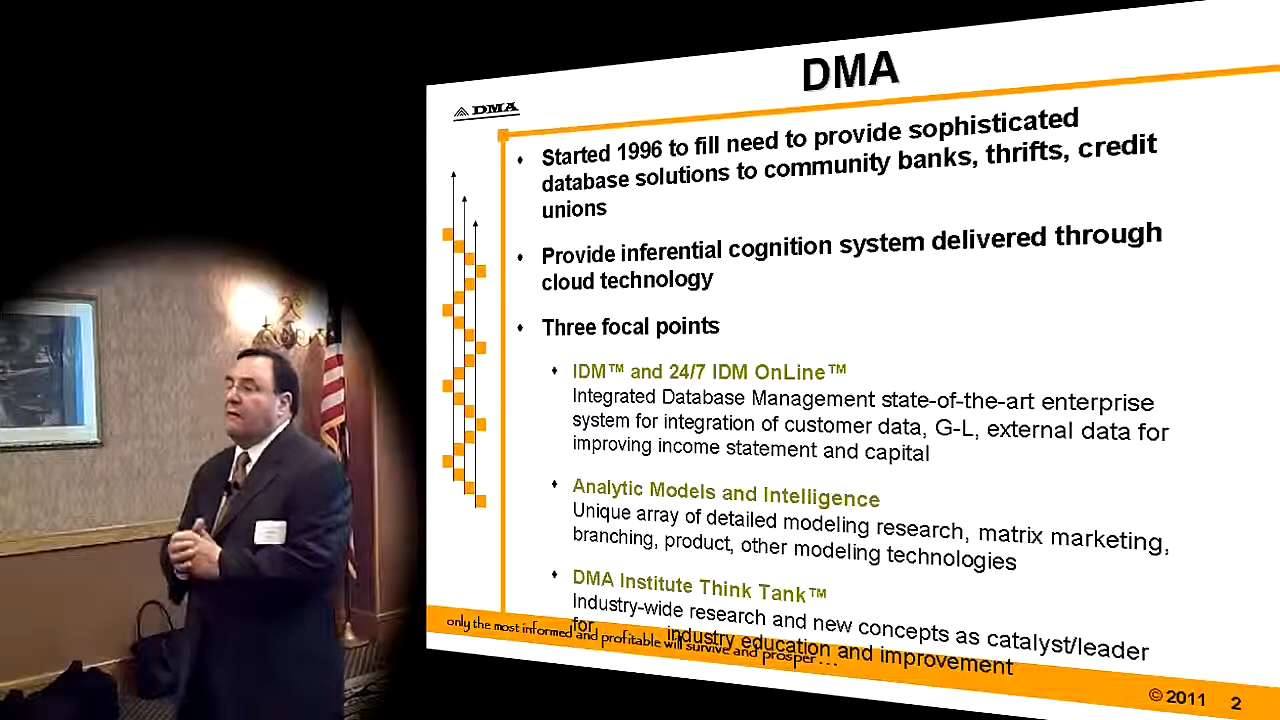 DMA
DMA
Started 1996 to fill need to provide sophisticated
database solutions to community banks, thrifts, credit
unions
Provide inferential cognition system delivered through
cloud technology
Three focal points
IDM™ and 24/7 IDM OnLine™
Integrated Database Management state-of-the-art enterprise
system for integration of customer data, G-L, external data for
improving income statement and capital
Analytic Models and Intelligence
Unique array of detailed modeling research, matrix marketing,
branching, product, other modeling technologies
DMA Institute Think Tank™
Industry-wide research and new concepts as catalyst/leader
for industry education and improvement
only the most informed and profitable will survive and prosper . . .
© 2011 2